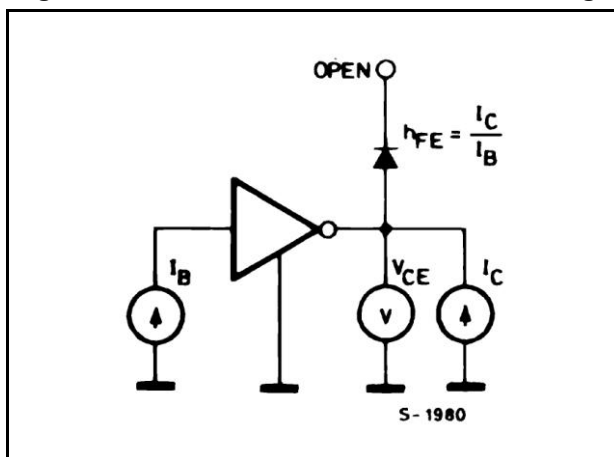 OPEN
hFE = IC/IB
IB
VCE
IC
V
S-1980